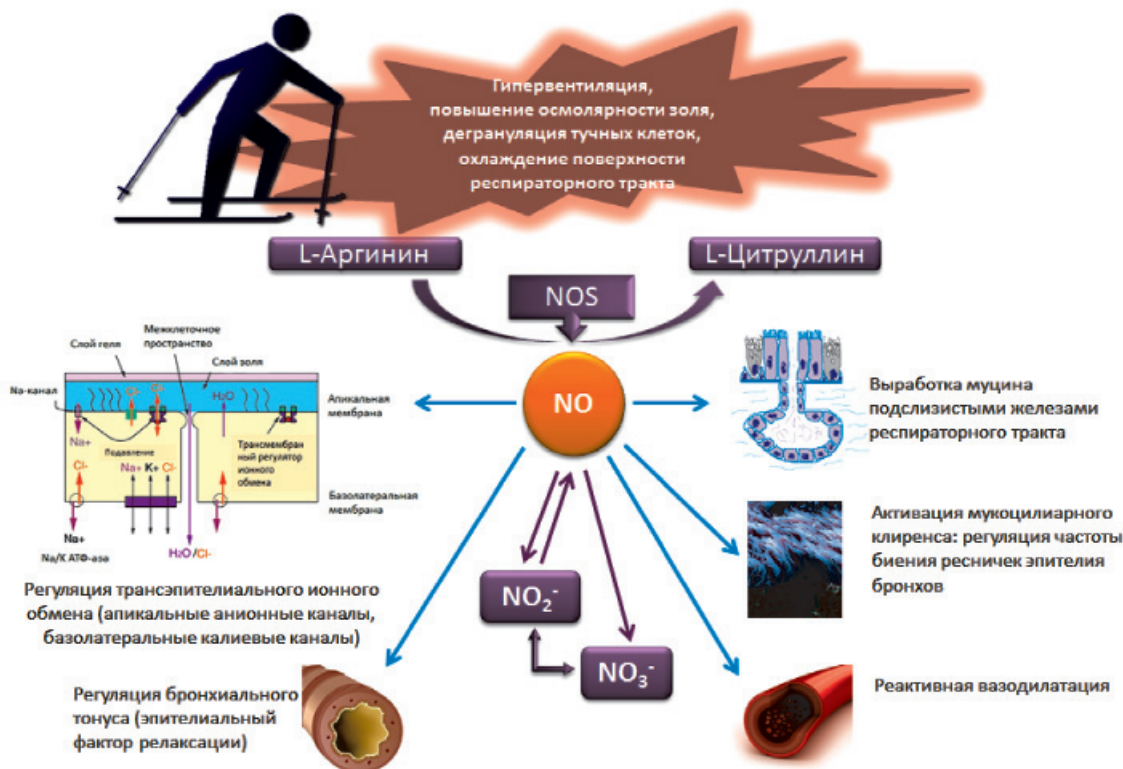 Гипервентиляция,
повышение осмолярности золя,
дегрануляция тучных клеток,
охлаждение поверхности
респираторного тракта
L-Аргинин
L-Цитруллин
NOS
NO
Межклеточное
пространство
Слой геля
Слой золя
Na-канал
Cl-
Cl-
H₂O
Апикальная
мембрана
Na+
Подавление
Трансмембран
ный регулятор
ионного
обмена
Cl-
Na+ K+ Cl-
Cl-
Базолатеральная
мембрана
Na+
Na/K АТФ-аза
H₂O/Cl-
Регуляция трансэпителиального ионного
обмена (апикальные анионные каналы,
базолатеральные калиевые каналы)
Регуляция бронхиального
тонуса (эпителиальный
фактор релаксации)
NO₂⁻
NO₃⁻
Выработка муцина
подслизистыми железами
респираторного тракта
Активация мукоцилиарного
клиренса: регуляция частоты
биения ресничек эпителия
бронхов
Реактивная вазодилатация